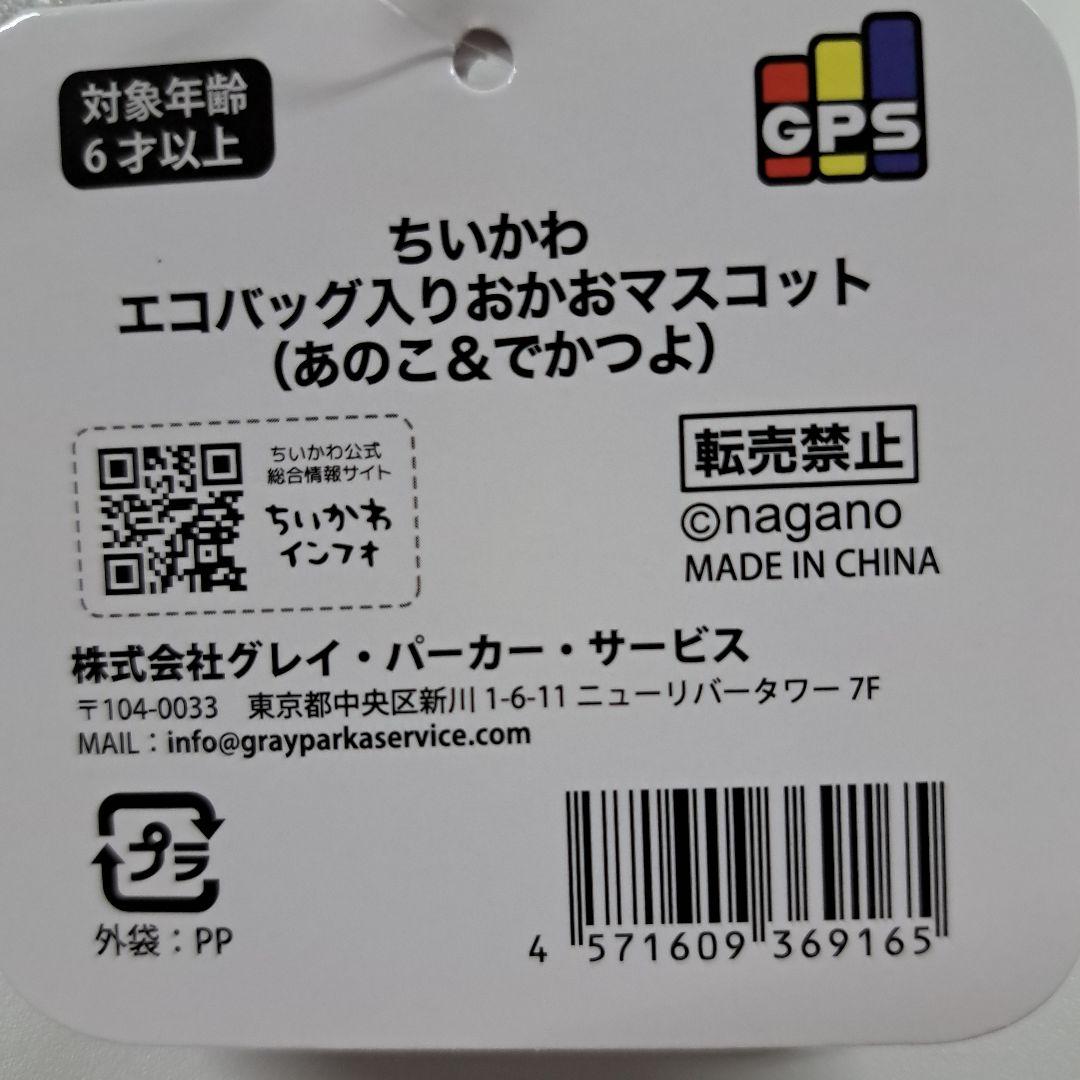 対象年齢
6才以上
GPS
ちいかわ
エコバッグ入りおかおマスコット
（あのこ＆でかつよ）
ちいかわ公式
総合情報サイト
ちいかわ
インフォ
転売禁止
©nagano
MADE IN CHINA
株式会社グレイ・パーカー・サービス
〒104-0033 東京都中央区新川 1-6-11 ニューリバータワー 7F
MAIL：info@grayparkaservice.com
プラ
外袋：PP
4 571609 369165